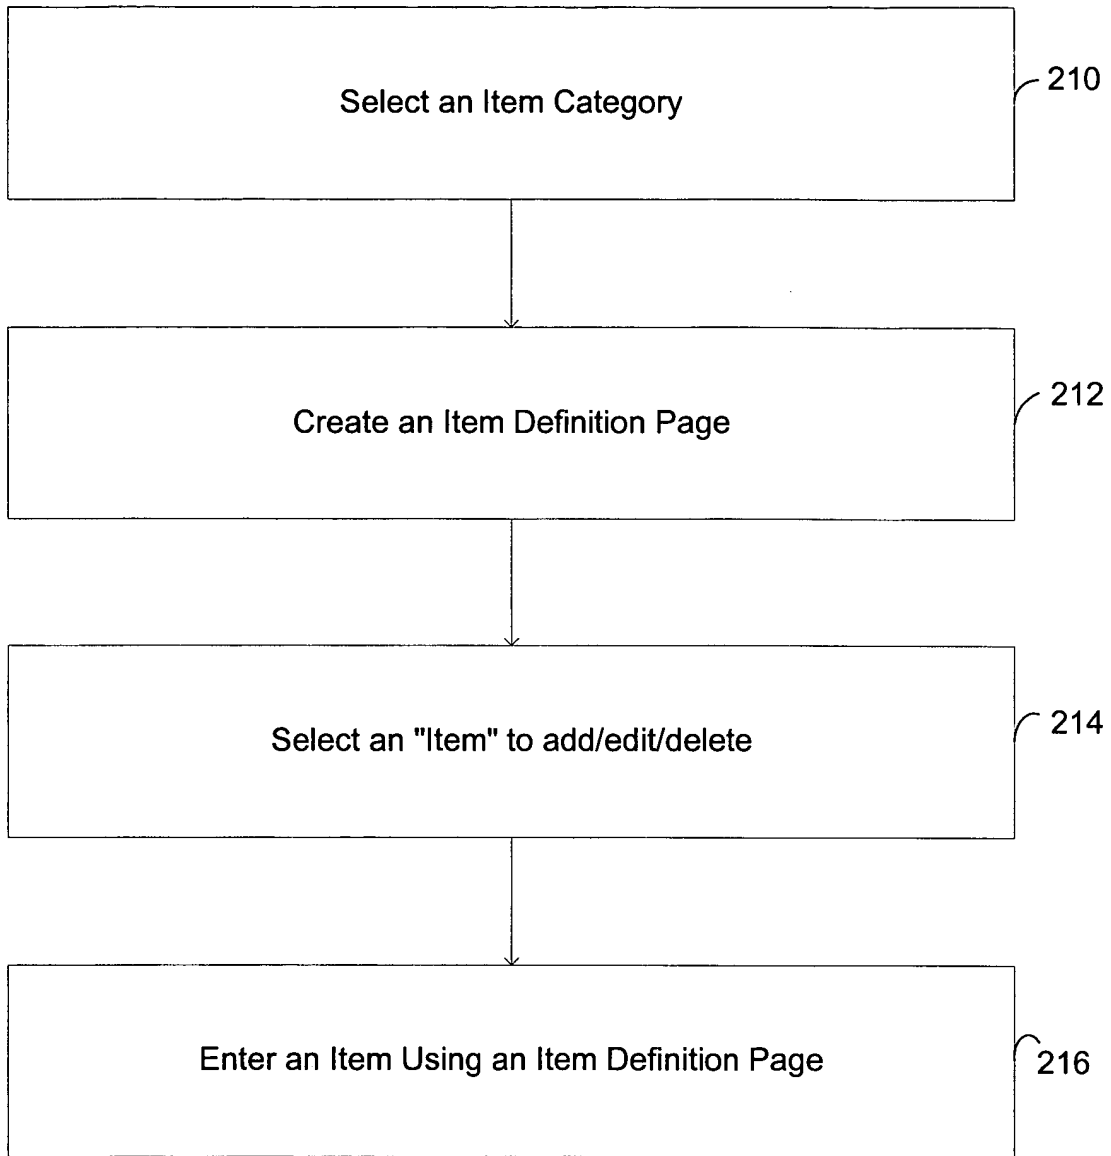 Select an Item Category
210
Create an Item Definition Page
212
Select an "Item" to add/edit/delete
214
Enter an Item Using an Item Definition Page
216